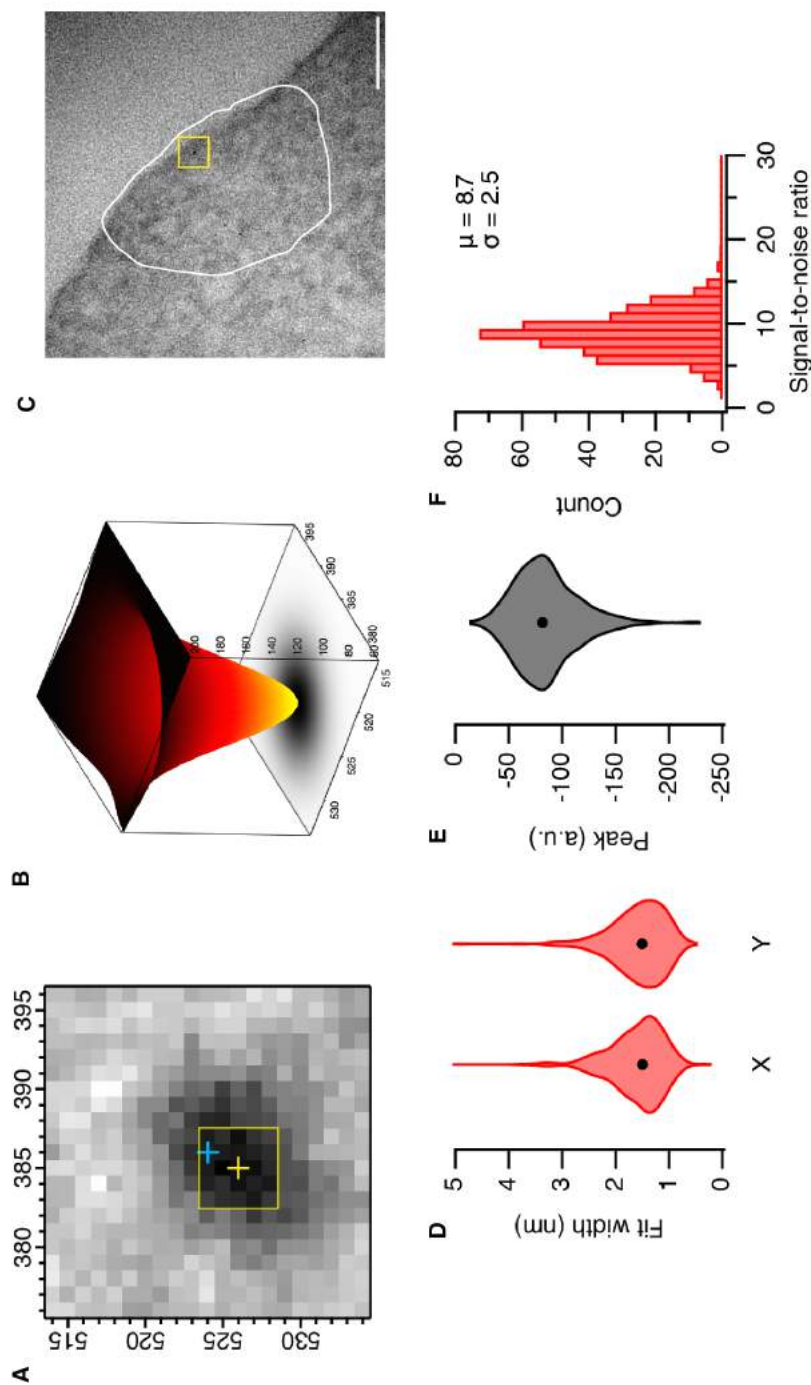 A
380 385 390 395
515
520
525
530
B
200
180
160
140
120
100
80
60
380
385
390
395
515
520
525
530
C
D
Fit width (nm)
5
4
3
2
1
0
X Y
E
Peak (a.u.)
0
-50
-100
-150
-200
-250
F
Count
80
60
40
20
0
μ = 8.7
σ = 2.5
0 10 20 30
Signal-to-noise ratio